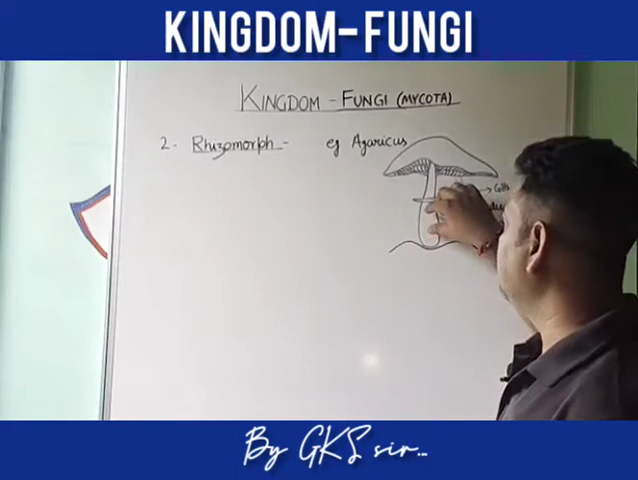 KINGDOM-FUNGI
KINGDOM - FUNGI (MYCOTA)
2- Rhizomorph - eg Agaricus
Gills
By GKS sir...